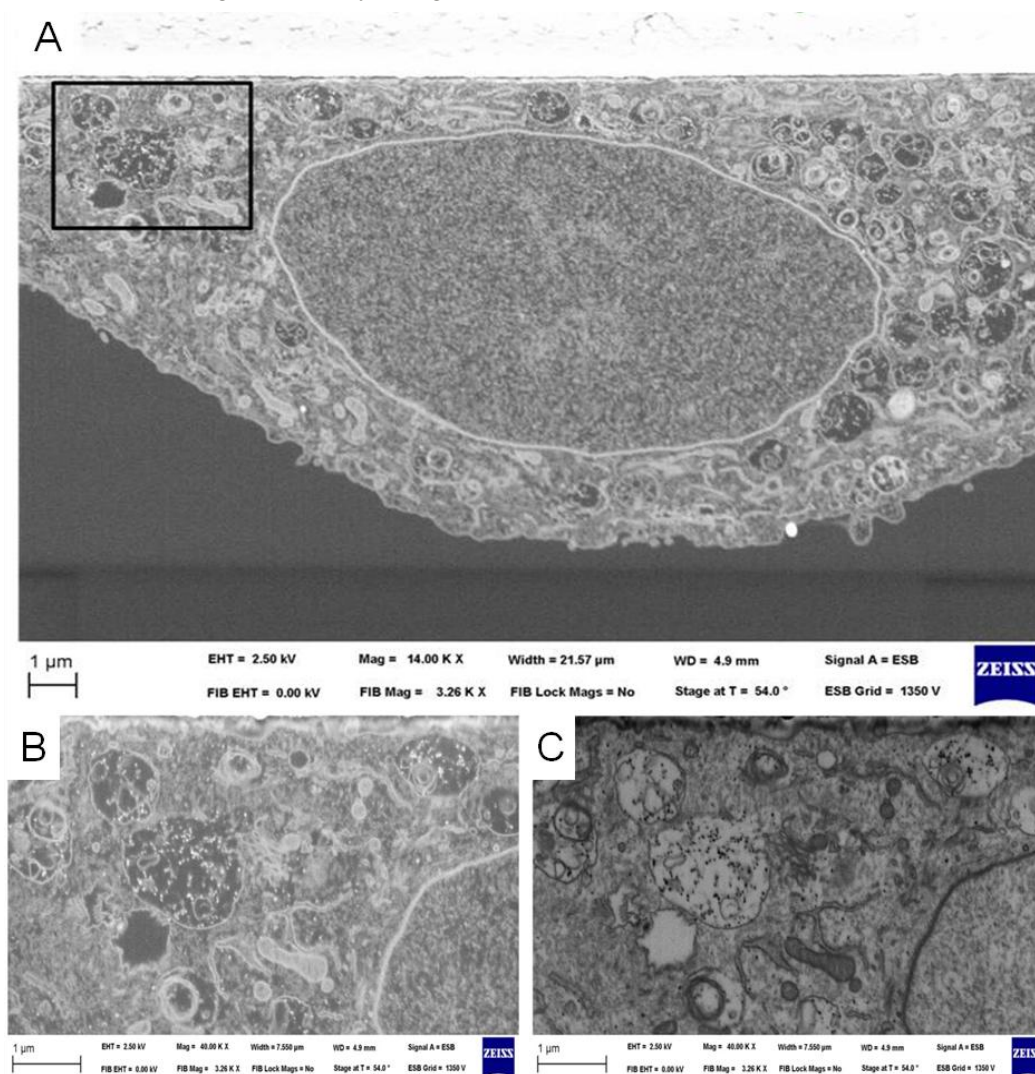 A
1 µm
EHT = 2.50 kV Mag = 14.00 K X Width = 21.57 µm WD = 4.9 mm Signal A = ESB
FIB EHT = 0.00 kV FIB Mag = 3.26 K X FIB Lock Mags = No Stage at T = 54.0 ° ESB Grid = 1350 V
ZEISS
B
1 µm
EHT = 2.50 kV Mag = 40.00 K X Width = 7.550 µm WD = 4.9 mm Signal A = ESB
FIB EHT = 0.00 kV FIB Mag = 3.26 K X FIB Lock Mags = No Stage at T = 54.0 ° ESB Grid = 1350 V
ZEISS
C
1 µm
EHT = 2.50 kV Mag = 40.00 K X Width = 7.550 µm WD = 4.9 mm Signal A = ESB
FIB EHT = 0.00 kV FIB Mag = 3.26 K X FIB Lock Mags = No Stage at T = 54.0 ° ESB Grid = 1350 V
ZEISS